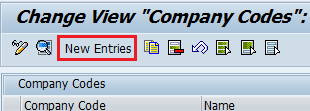 Change View "Company Codes":
New Entries
Company Codes
Company Code Name